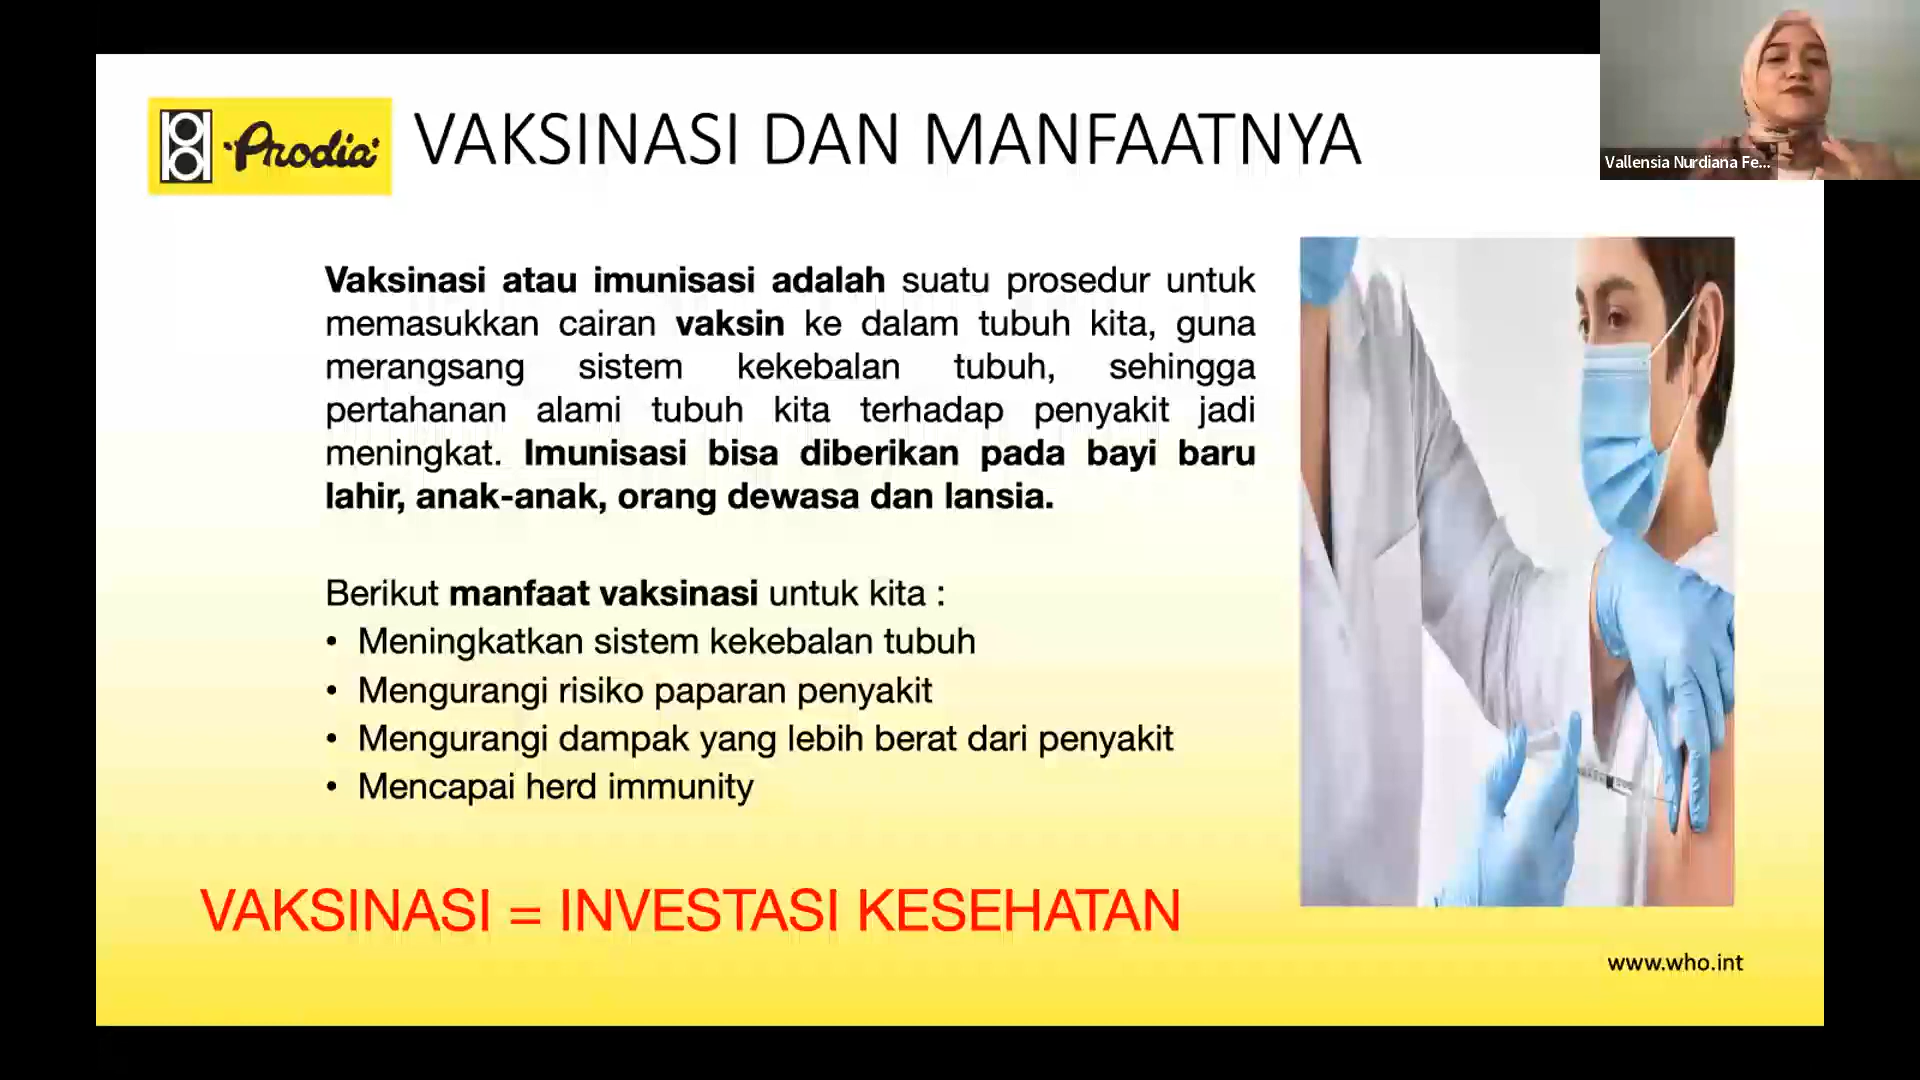 Prodia
VAKSINASI DAN MANFAATNYA
Vallensia Nurdiana Fe...
Vaksinasi atau imunisasi adalah suatu prosedur untuk
memasukkan cairan vaksin ke dalam tubuh kita, guna
merangsang sistem kekebalan tubuh, sehingga
pertahanan alami tubuh kita terhadap penyakit jadi
meningkat. Imunisasi bisa diberikan pada bayi baru
lahir, anak-anak, orang dewasa dan lansia.
Berikut manfaat vaksinasi untuk kita :
• Meningkatkan sistem kekebalan tubuh
• Mengurangi risiko paparan penyakit
• Mengurangi dampak yang lebih berat dari penyakit
• Mencapai herd immunity
VAKSINASI = INVESTASI KESEHATAN
www.who.int